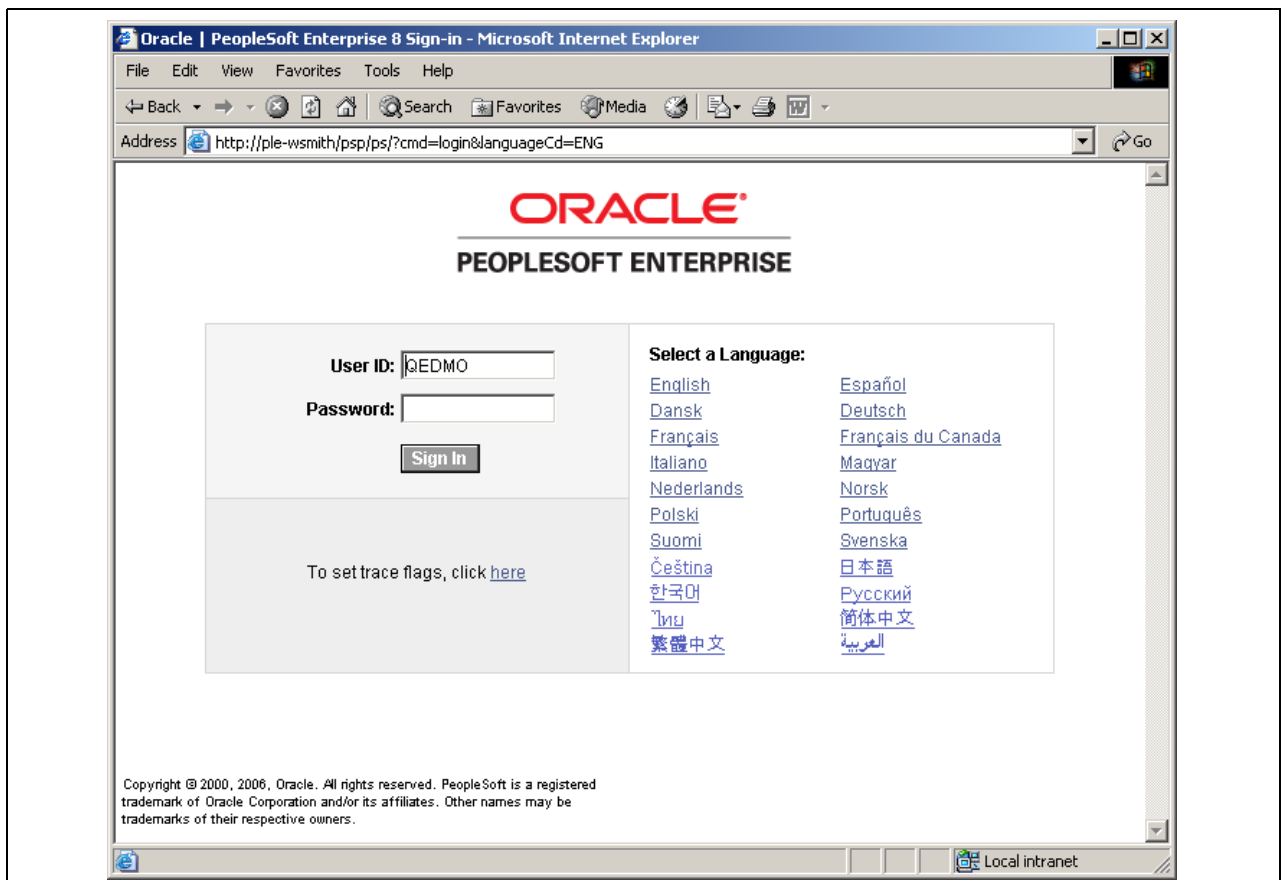 Oracle | PeopleSoft Enterprise 8 Sign-in - Microsoft Internet Explorer
File Edit View Favorites Tools Help
Back Search Favorites Media
Address http://ple-wsmith/psp/ps/?cmd=login&languageCd=ENG Go
ORACLE®
PEOPLESOFT ENTERPRISE
User ID: QEDMO
Password:
Sign In
To set trace flags, click here
Select a Language:
English Español
Dansk Deutsch
Français Français du Canada
Italiano Magyar
Nederlands Norsk
Polski Português
Suomi Svenska
Čeština 日本語
한국어 Русский
ไทย 简体中文
繁體中文 العربية
Copyright © 2000, 2006, Oracle. All rights reserved. PeopleSoft is a registered
trademark of Oracle Corporation and/or its affiliates. Other names may be
trademarks of their respective owners.
Local intranet